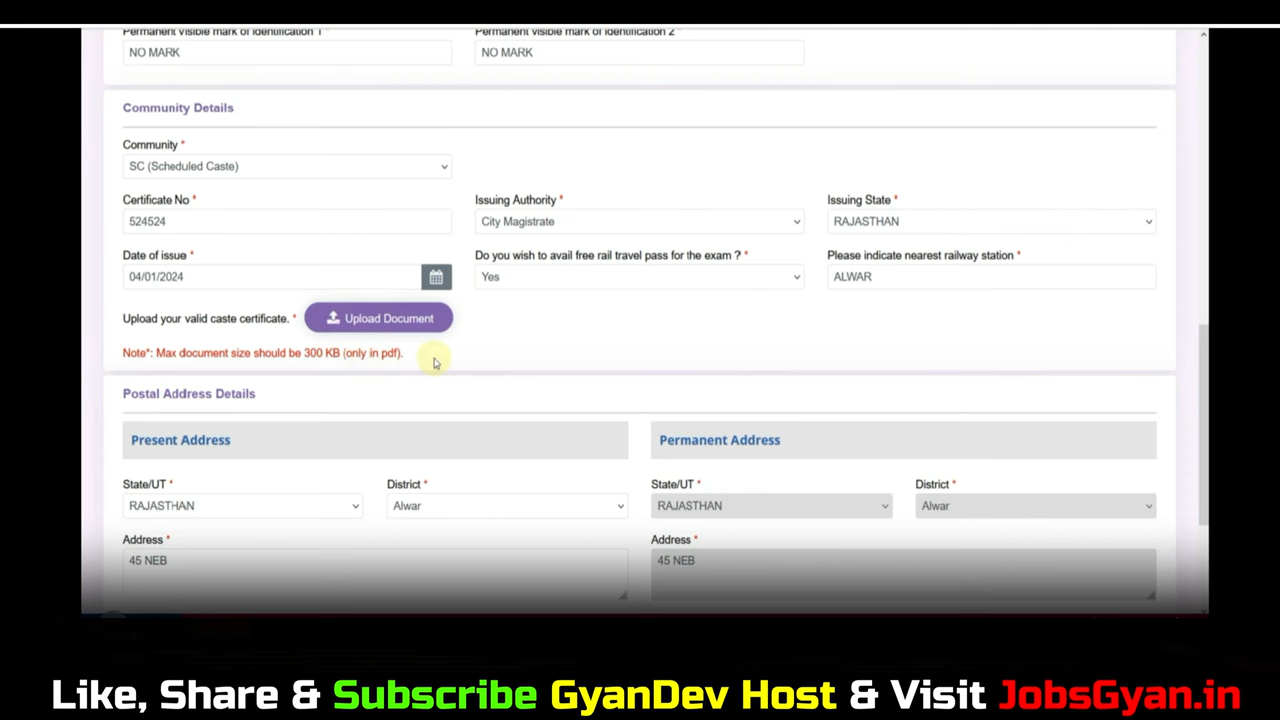 Permanent visible mark of identification 1 Permanent visible mark of identification 2
NO MARK NO MARK
Community Details
Community *
SC (Scheduled Caste)
Certificate No * Issuing Authority * Issuing State *
524524 City Magistrate RAJASTHAN
Date of issue * Do you wish to avail free rail travel pass for the exam ? * Please indicate nearest railway station *
04/01/2024 Yes ALWAR
Upload your valid caste certificate. * Upload Document
Note*: Max document size should be 300 KB (only in pdf).
Postal Address Details
Present Address Permanent Address
State/UT * District * State/UT * District *
RAJASTHAN Alwar RAJASTHAN Alwar
Address * Address *
45 NEB 45 NEB
Like, Share & Subscribe GyanDev Host & Visit JobsGyan.in